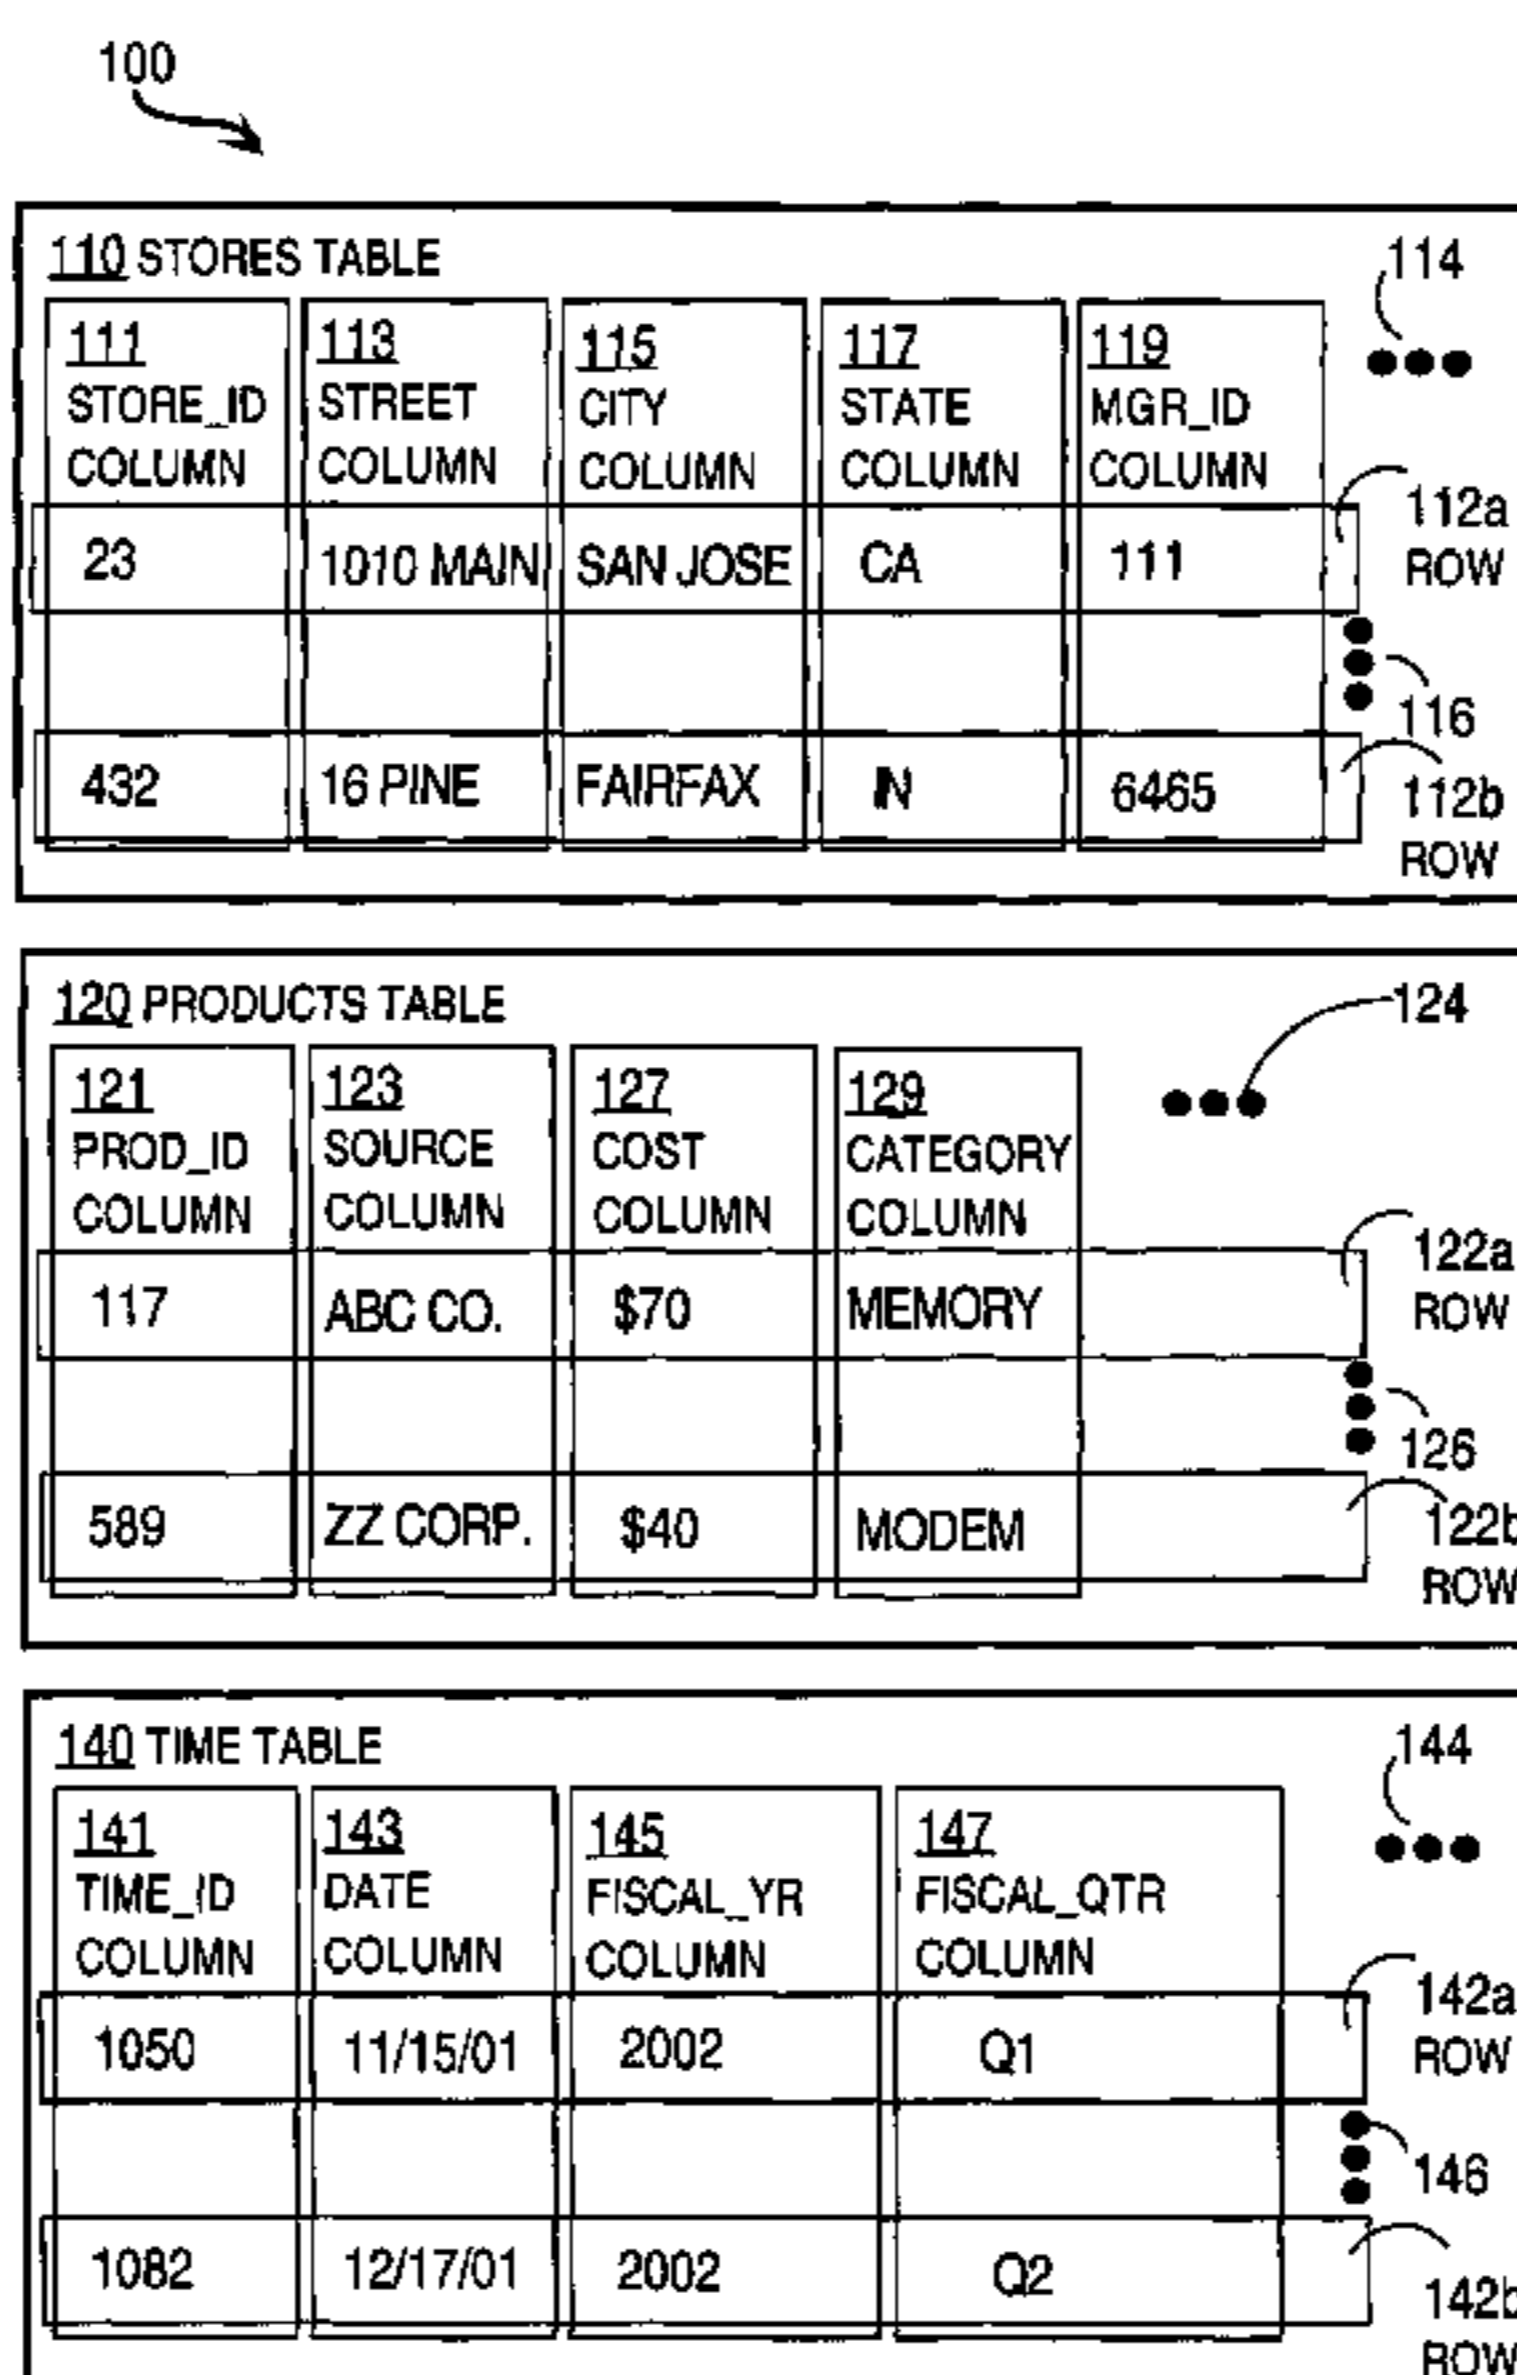 100
110 STORES TABLE
114
111 113 115 117 119
STORE_ID STREET CITY STATE MGR_ID
COLUMN COLUMN COLUMN COLUMN COLUMN
112a
ROW
23 1010 MAIN SAN JOSE CA 111
116
432 16 PINE FAIRFAX IN 6465
112b
ROW
120 PRODUCTS TABLE
124
121 123 127 129
PROD_ID SOURCE COST CATEGORY
COLUMN COLUMN COLUMN COLUMN
122a
ROW
117 ABC CO. $70 MEMORY
126
589 ZZ CORP. $40 MODEM
122b
ROW
140 TIME TABLE
144
141 143 145 147
TIME_ID DATE FISCAL_YR FISCAL_QTR
COLUMN COLUMN COLUMN COLUMN
142a
ROW
1050 11/15/01 2002 Q1
146
1082 12/17/01 2002 Q2
142b
ROW